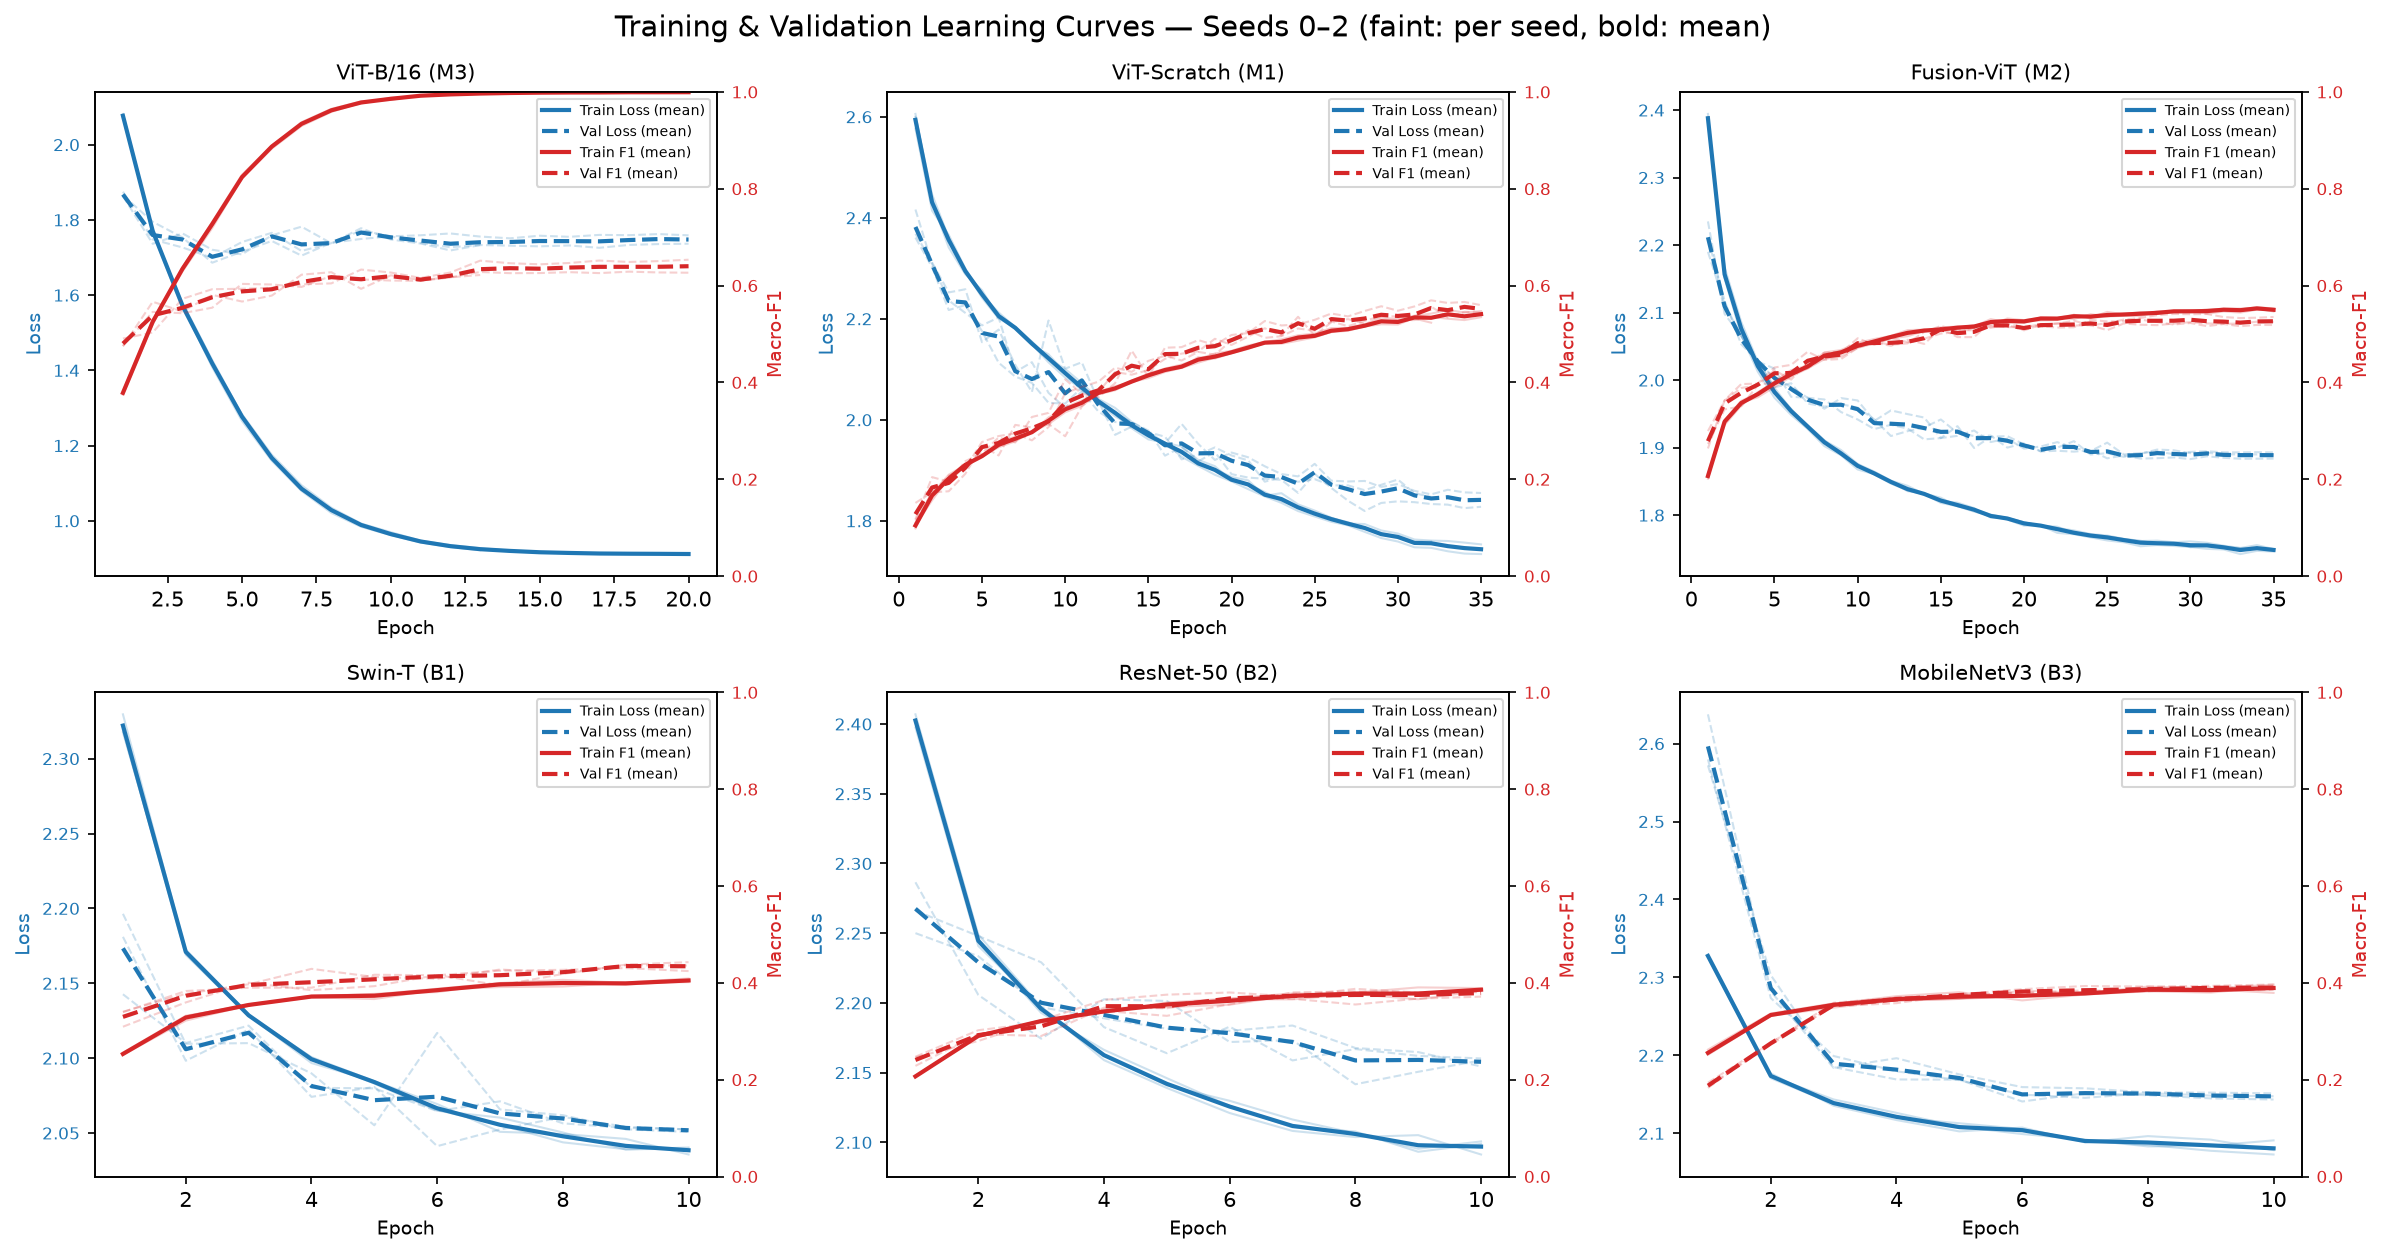 Training & Validation Learning Curves — Seeds 0–2 (faint: per seed, bold: mean)
ViT-B/16 (M3)
Train Loss (mean)
Val Loss (mean)
Train F1 (mean)
Val F1 (mean)
Loss
2.0
1.8
1.6
1.4
1.2
1.0
Macro-F1
1.0
0.8
0.6
0.4
0.2
0.0
2.5 5.0 7.5 10.0 12.5 15.0 17.5 20.0
Epoch
ViT-Scratch (M1)
Train Loss (mean)
Val Loss (mean)
Train F1 (mean)
Val F1 (mean)
Loss
2.6
2.4
2.2
2.0
1.8
Macro-F1
1.0
0.8
0.6
0.4
0.2
0.0
0 5 10 15 20 25 30 35
Epoch
Fusion-ViT (M2)
Train Loss (mean)
Val Loss (mean)
Train F1 (mean)
Val F1 (mean)
Loss
2.4
2.3
2.2
2.1
2.0
1.9
1.8
Macro-F1
1.0
0.8
0.6
0.4
0.2
0.0
0 5 10 15 20 25 30 35
Epoch
Swin-T (B1)
Train Loss (mean)
Val Loss (mean)
Train F1 (mean)
Val F1 (mean)
Loss
2.30
2.25
2.20
2.15
2.10
2.05
Macro-F1
1.0
0.8
0.6
0.4
0.2
0.0
2 4 6 8 10
Epoch
ResNet-50 (B2)
Train Loss (mean)
Val Loss (mean)
Train F1 (mean)
Val F1 (mean)
Loss
2.40
2.35
2.30
2.25
2.20
2.15
2.10
Macro-F1
1.0
0.8
0.6
0.4
0.2
0.0
2 4 6 8 10
Epoch
MobileNetV3 (B3)
Train Loss (mean)
Val Loss (mean)
Train F1 (mean)
Val F1 (mean)
Loss
2.6
2.5
2.4
2.3
2.2
2.1
Macro-F1
1.0
0.8
0.6
0.4
0.2
0.0
2 4 6 8 10
Epoch